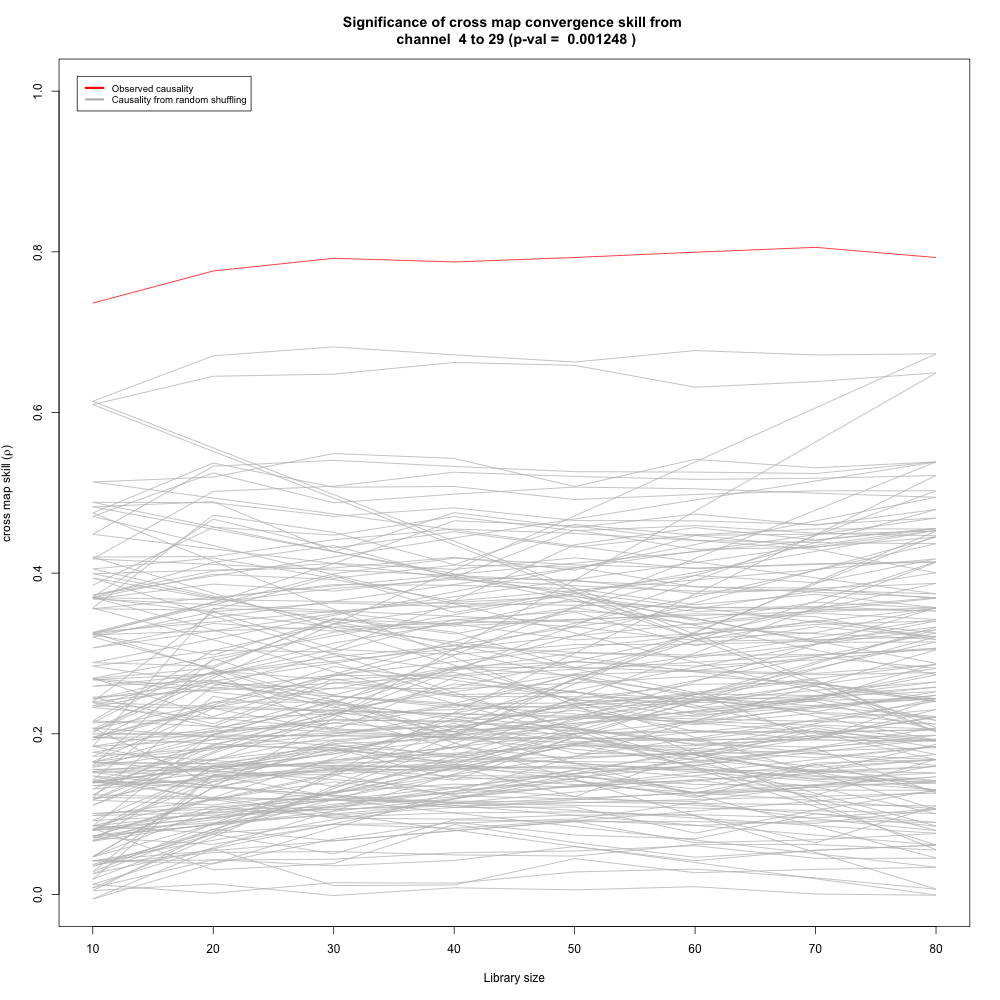 Significance of cross map convergence skill from
channel  4 to 29 (p-val =  0.001248 )
Observed causality
Causality from random shuffling
cross map skill (ρ)
1.0
0.8
0.6
0.4
0.2
0.0
10 20 30 40 50 60 70 80
Library size